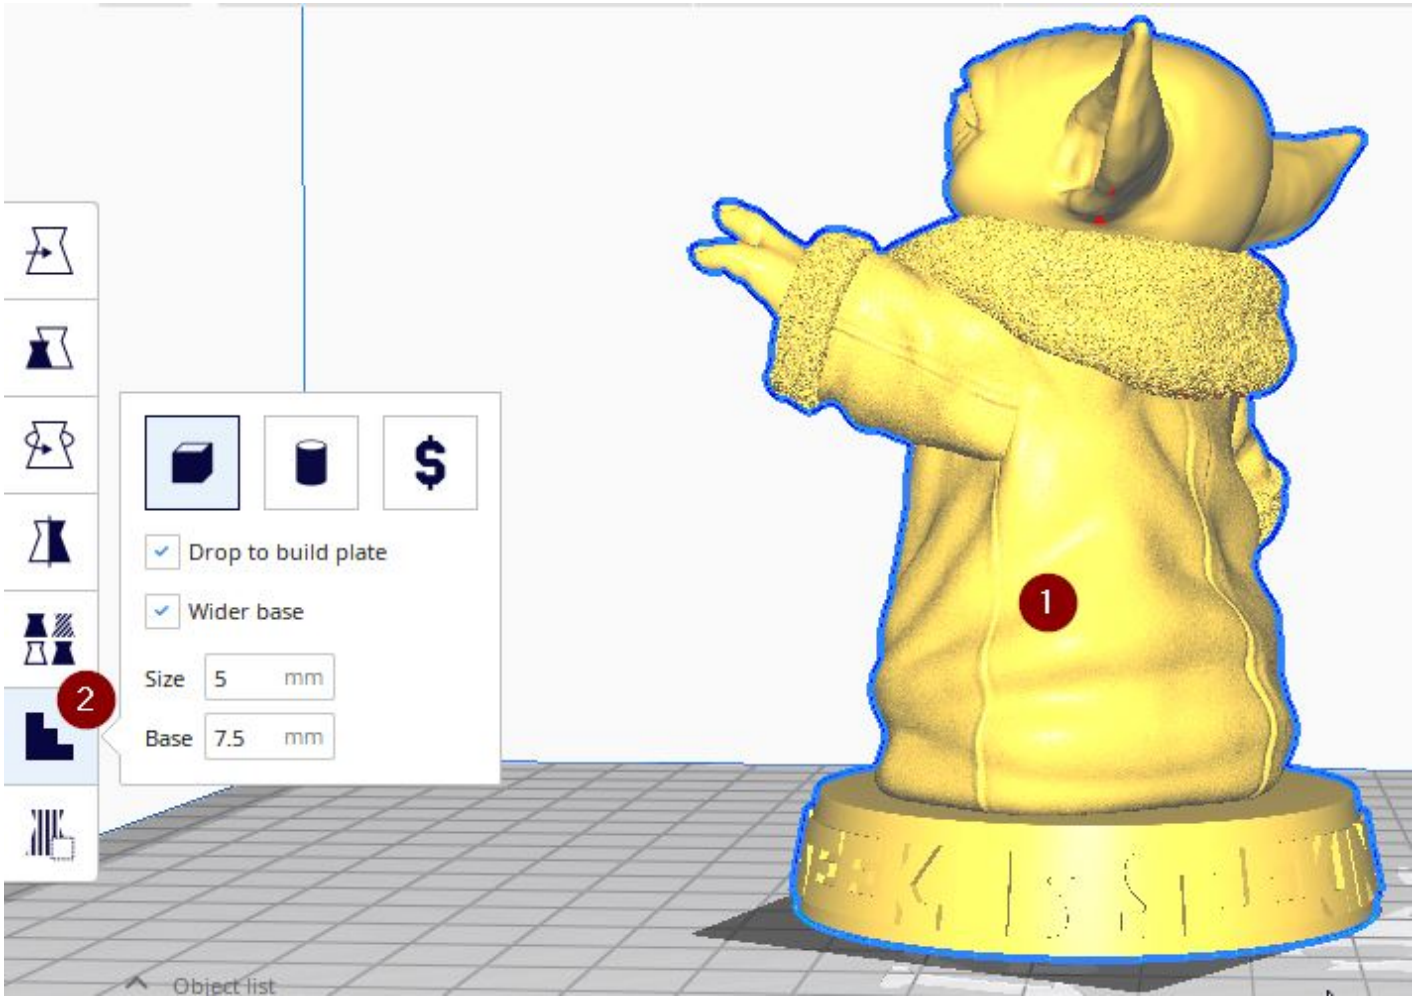 $
Drop to build plate
Wider base
Size 5 mm
Base 7.5 mm
1
2
Object list